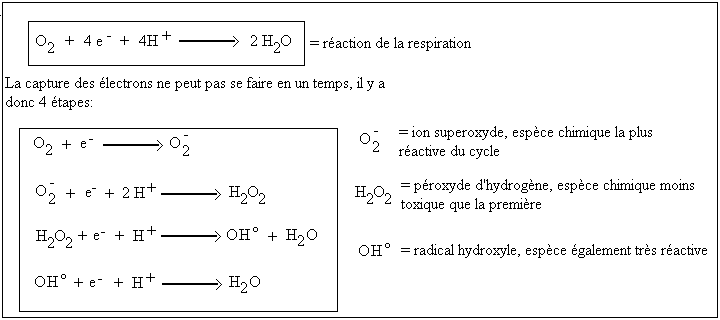 O₂ + 4 e⁻ + 4H⁺ ⟶ 2 H₂O = réaction de la respiration
La capture des électrons ne peut pas se faire en un temps, il y a
donc 4 étapes:
O₂ + e⁻ ⟶ O₂⁻
O₂⁻ + e⁻ + 2 H⁺ ⟶ H₂O₂
H₂O₂ + e⁻ + H⁺ ⟶ OH° + H₂O
OH° + e⁻ + H⁺ ⟶ H₂O
O₂⁻ = ion superoxyde, espèce chimique la plus
réactive du cycle
H₂O₂ = péroxyde d'hydrogène, espèce chimique moins
toxique que la première
OH° = radical hydroxyle, espèce également très réactive